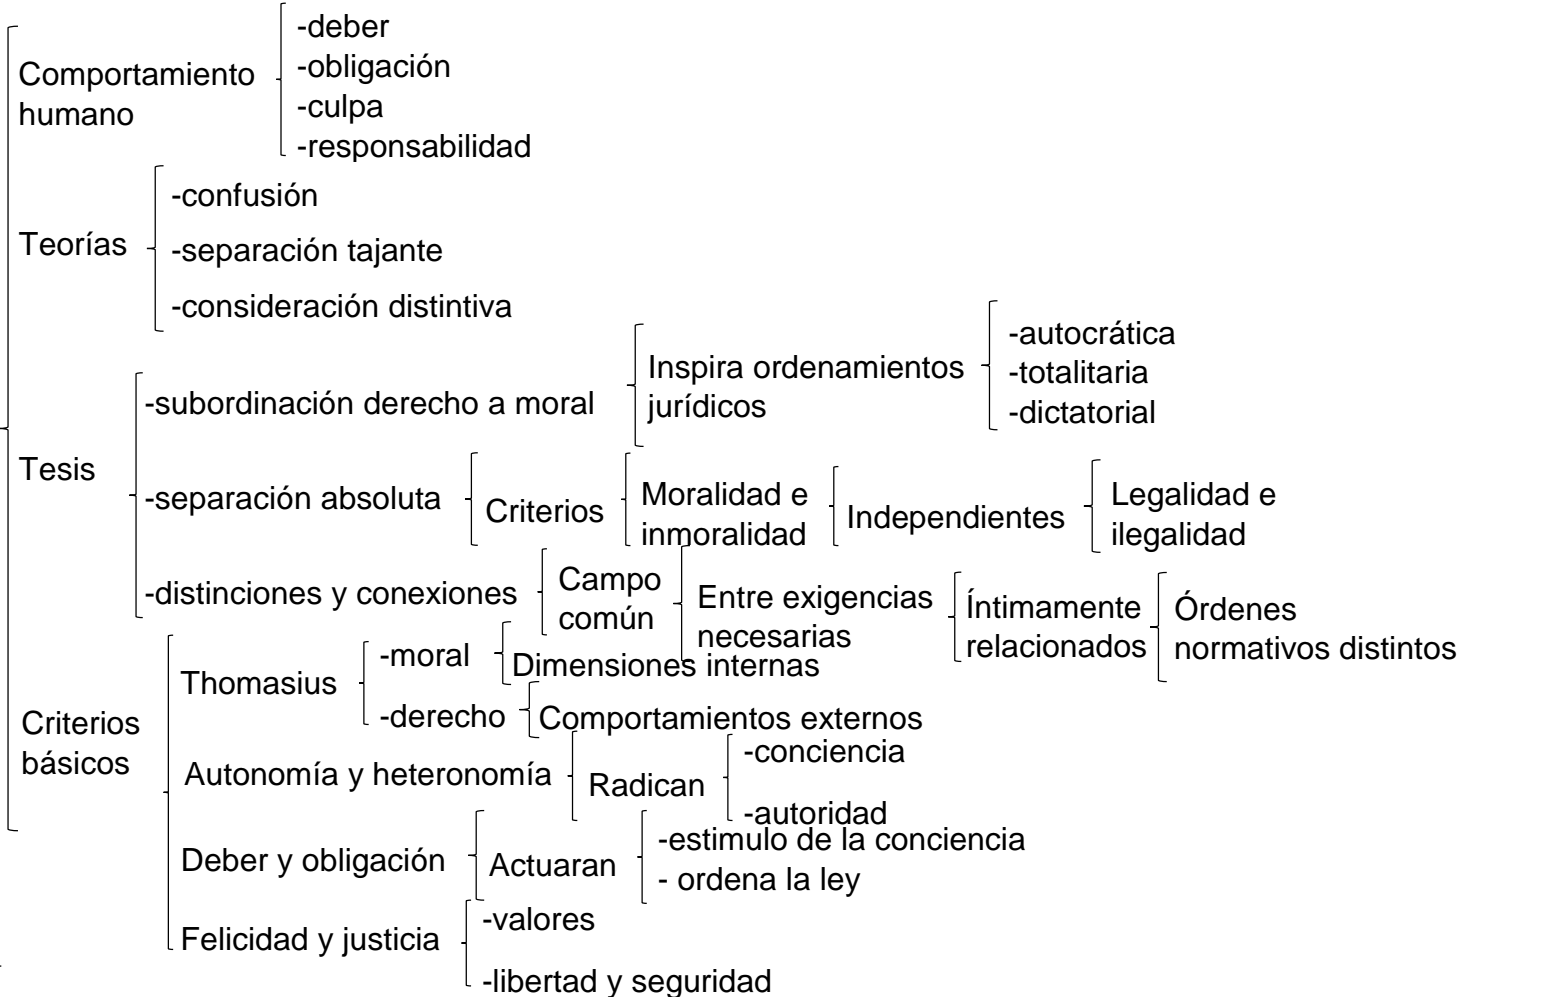 Comportamiento
humano
-deber
-obligación
-culpa
-responsabilidad
Teorías
-confusión
-separación tajante
-consideración distintiva
Tesis
-subordinación derecho a moral
Inspira ordenamientos
jurídicos
-autocrática
-totalitaria
-dictatorial
-separación absoluta
Criterios
Moralidad e
inmoralidad
Independientes
Legalidad e
ilegalidad
-distinciones y conexiones
Campo
común
Entre exigencias
necesarias
Íntimamente
relacionados
Órdenes
normativos distintos
Criterios
básicos
Thomasius
-moral
Dimensiones internas
-derecho
Comportamientos externos
Autonomía y heteronomía
Radican
-conciencia
-autoridad
Deber y obligación
Actuaran
-estimulo de la conciencia
- ordena la ley
Felicidad y justicia
-valores
-libertad y seguridad